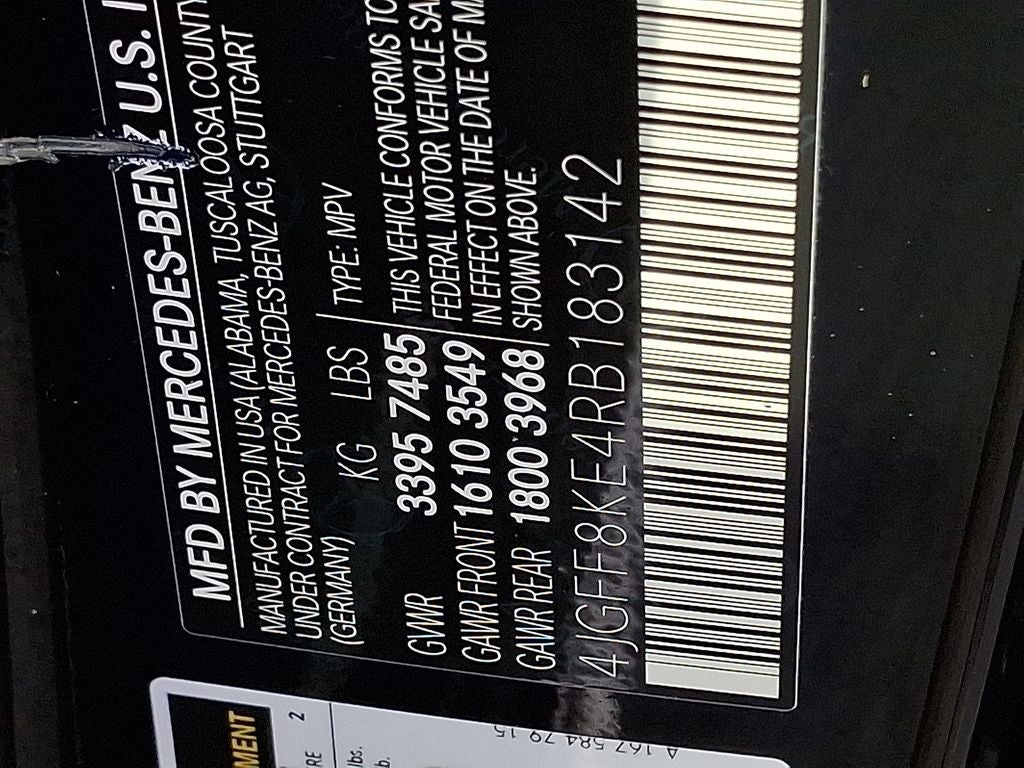 MFD BY MERCEDES-BENZ U.S. I
MANUFACTURED IN USA (ALABAMA, TUSCALOOSA COUNTY
UNDER CONTRACT FOR MERCEDES-BENZ AG, STUTTGART
(GERMANY) KG LBS TYPE: MPV
GVWR 3395 7485 THIS VEHICLE CONFORMS TO
GAWR FRONT 1610 3549 FEDERAL MOTOR VEHICLE SA
GAWR REAR 1800 3968 IN EFFECT ON THE DATE OF M
SHOWN ABOVE.
4JGFF8KE4RB183142
MENT
RE 2
lbs.
b.
A 167 584 79 15